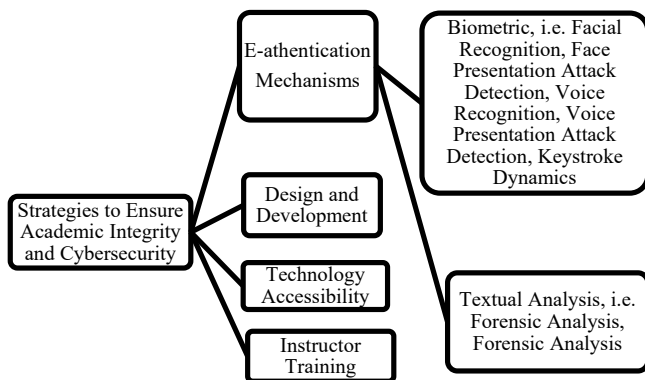 Strategies to Ensure
Academic Integrity
and Cybersecurity
E-athentication
Mechanisms
Design and
Development
Technology
Accessibility
Instructor
Training
Biometric, i.e. Facial
Recognition, Face
Presentation Attack
Detection, Voice
Recognition, Voice
Presentation Attack
Detection, Keystroke
Dynamics
Textual Analysis, i.e.
Forensic Analysis,
Forensic Analysis